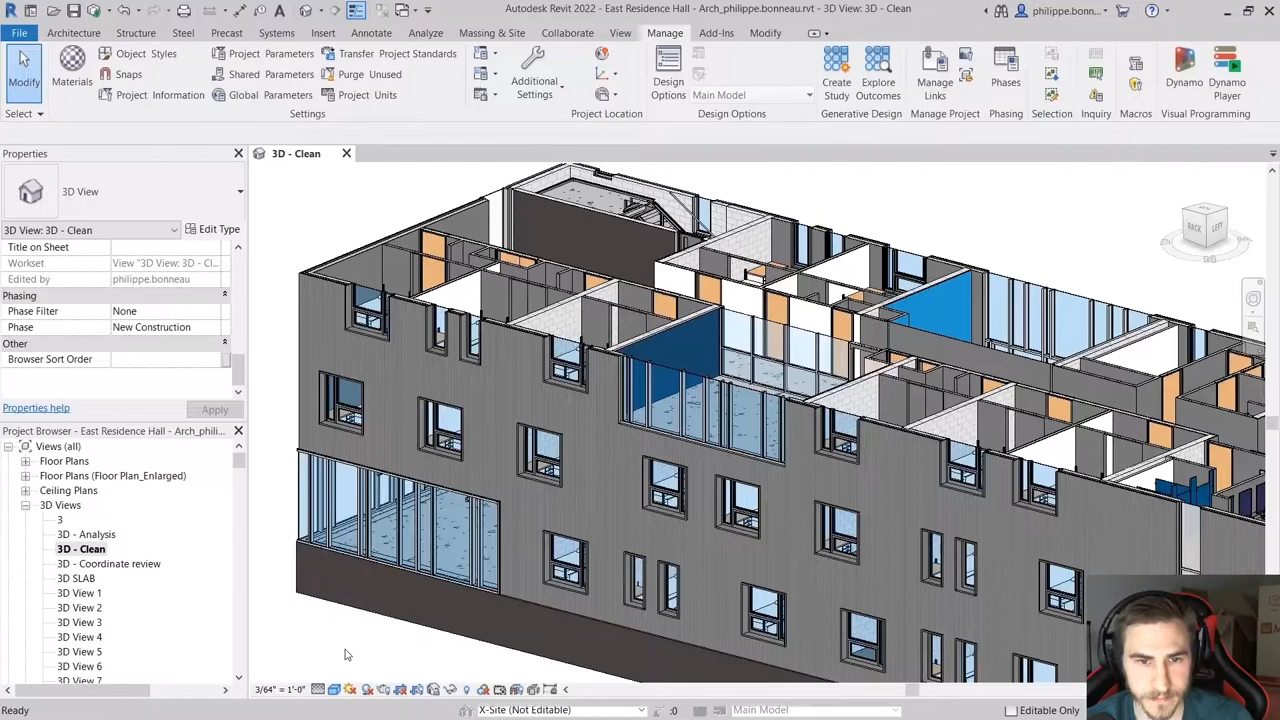 Autodesk Revit 2022 - East Residence Hall - Arch_philippe.bonneau.rvt - 3D View: 3D - Clean
philippe.bonn...
File Architecture Structure Steel Precast Systems Insert Annotate Analyze Massing & Site Collaborate View Manage Add-Ins Modify
Object Styles Project Parameters Transfer Project Standards
Snaps Shared Parameters Purge Unused
Modify Materials Additional Settings Design Options Create Study Explore Outcomes Manage Links Phases Dynamo Dynamo Player
Project Information Global Parameters Project Units Main Model
Select Settings Project Location Design Options Generative Design Manage Project Phasing Selection Inquiry Macros Visual Programming
Properties
3D - Clean
3D View
3D View: 3D - Clean Edit Type
Title on Sheet
Workset View "3D View: 3D - Cl...
Edited by philippe.bonneau
Phasing
Phase Filter None
Phase New Construction
Other
Browser Sort Order
Properties help Apply
Project Browser - East Residence Hall - Arch_phili...
Views (all)
Floor Plans
Floor Plans (Floor Plan_Enlarged)
Ceiling Plans
3D Views
3
3D - Analysis
3D - Clean
3D - Coordinate review
3D SLAB
3D View 1
3D View 2
3D View 3
3D View 4
3D View 5
3D View 6
3D View 7
BACK LEFT
3/64" = 1'-0"
Ready X-Site (Not Editable) :0 Main Model Editable Only